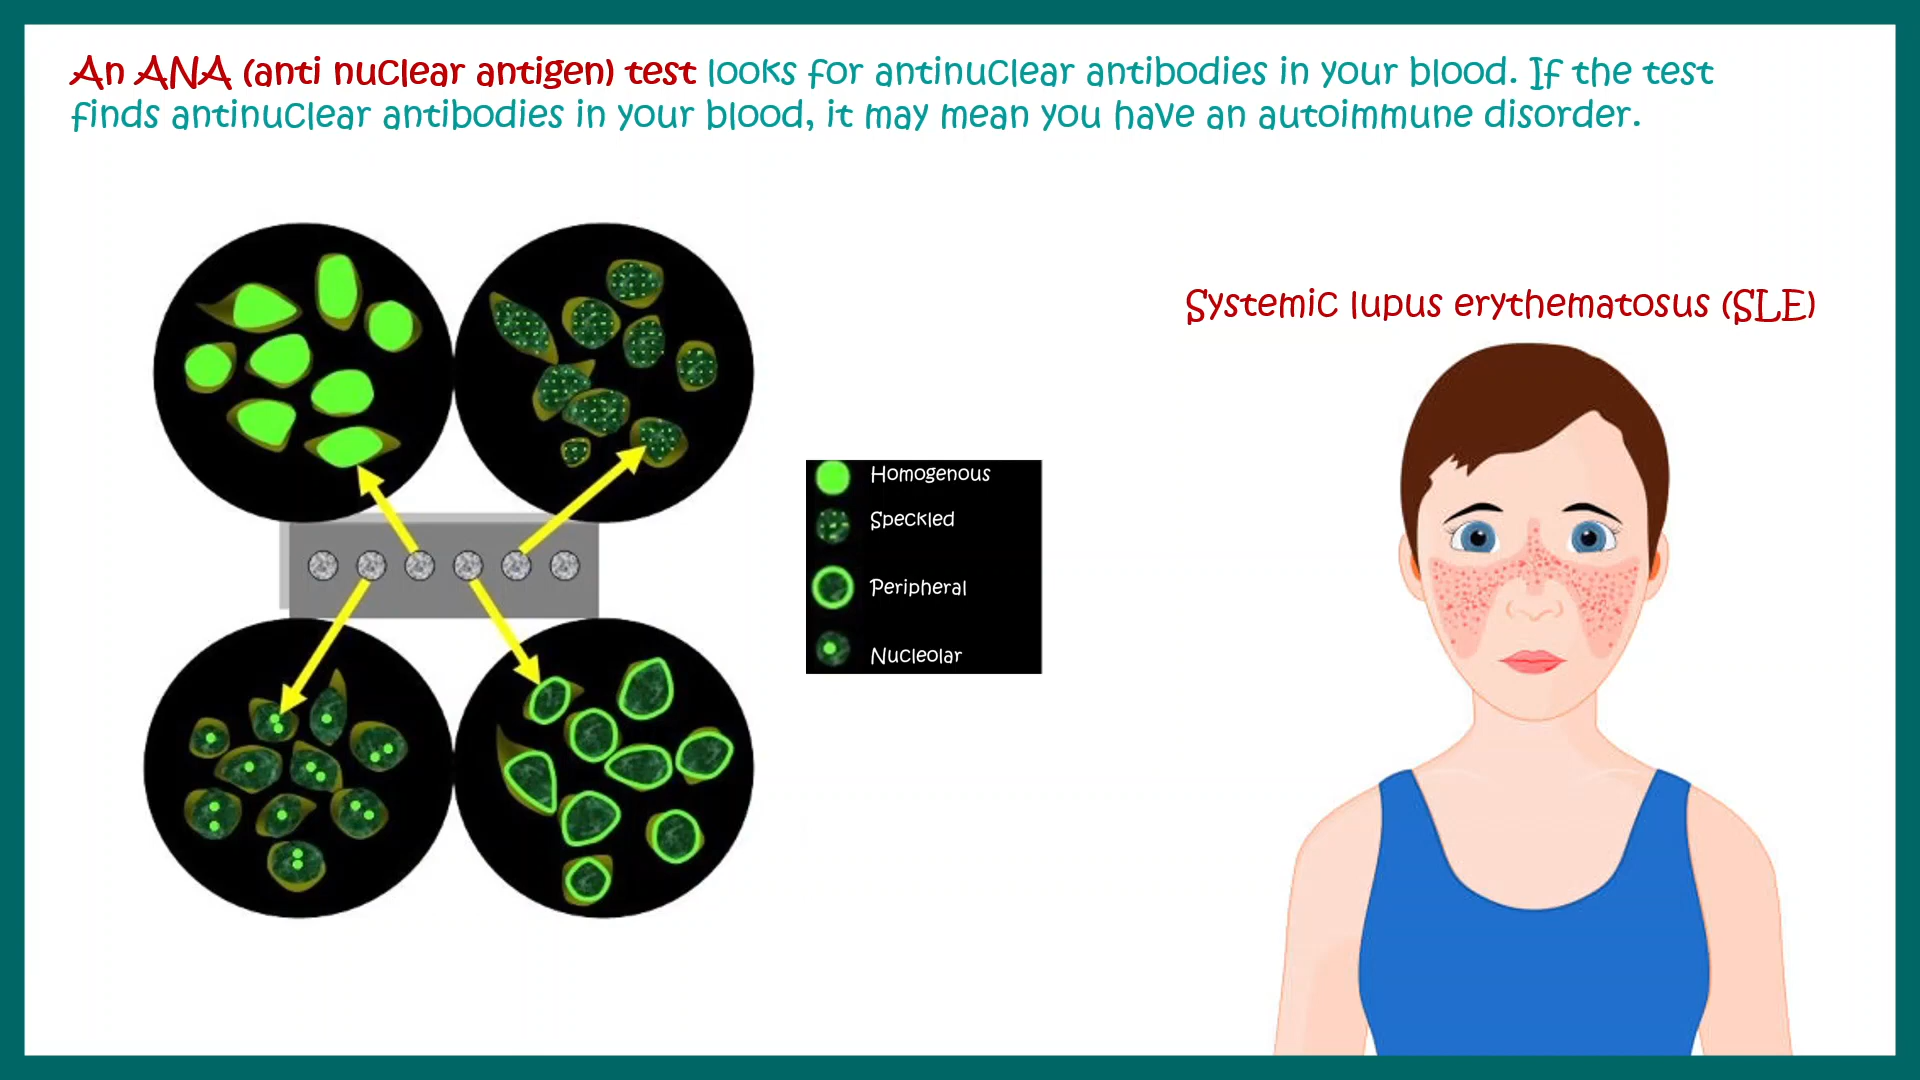 An ANA (anti nuclear antigen) test looks for antinuclear antibodies in your blood. If the test
finds antinuclear antibodies in your blood, it may mean you have an autoimmune disorder.
Systemic lupus erythematosus (SLE)
Homogenous
Speckled
Peripheral
Nucleolar